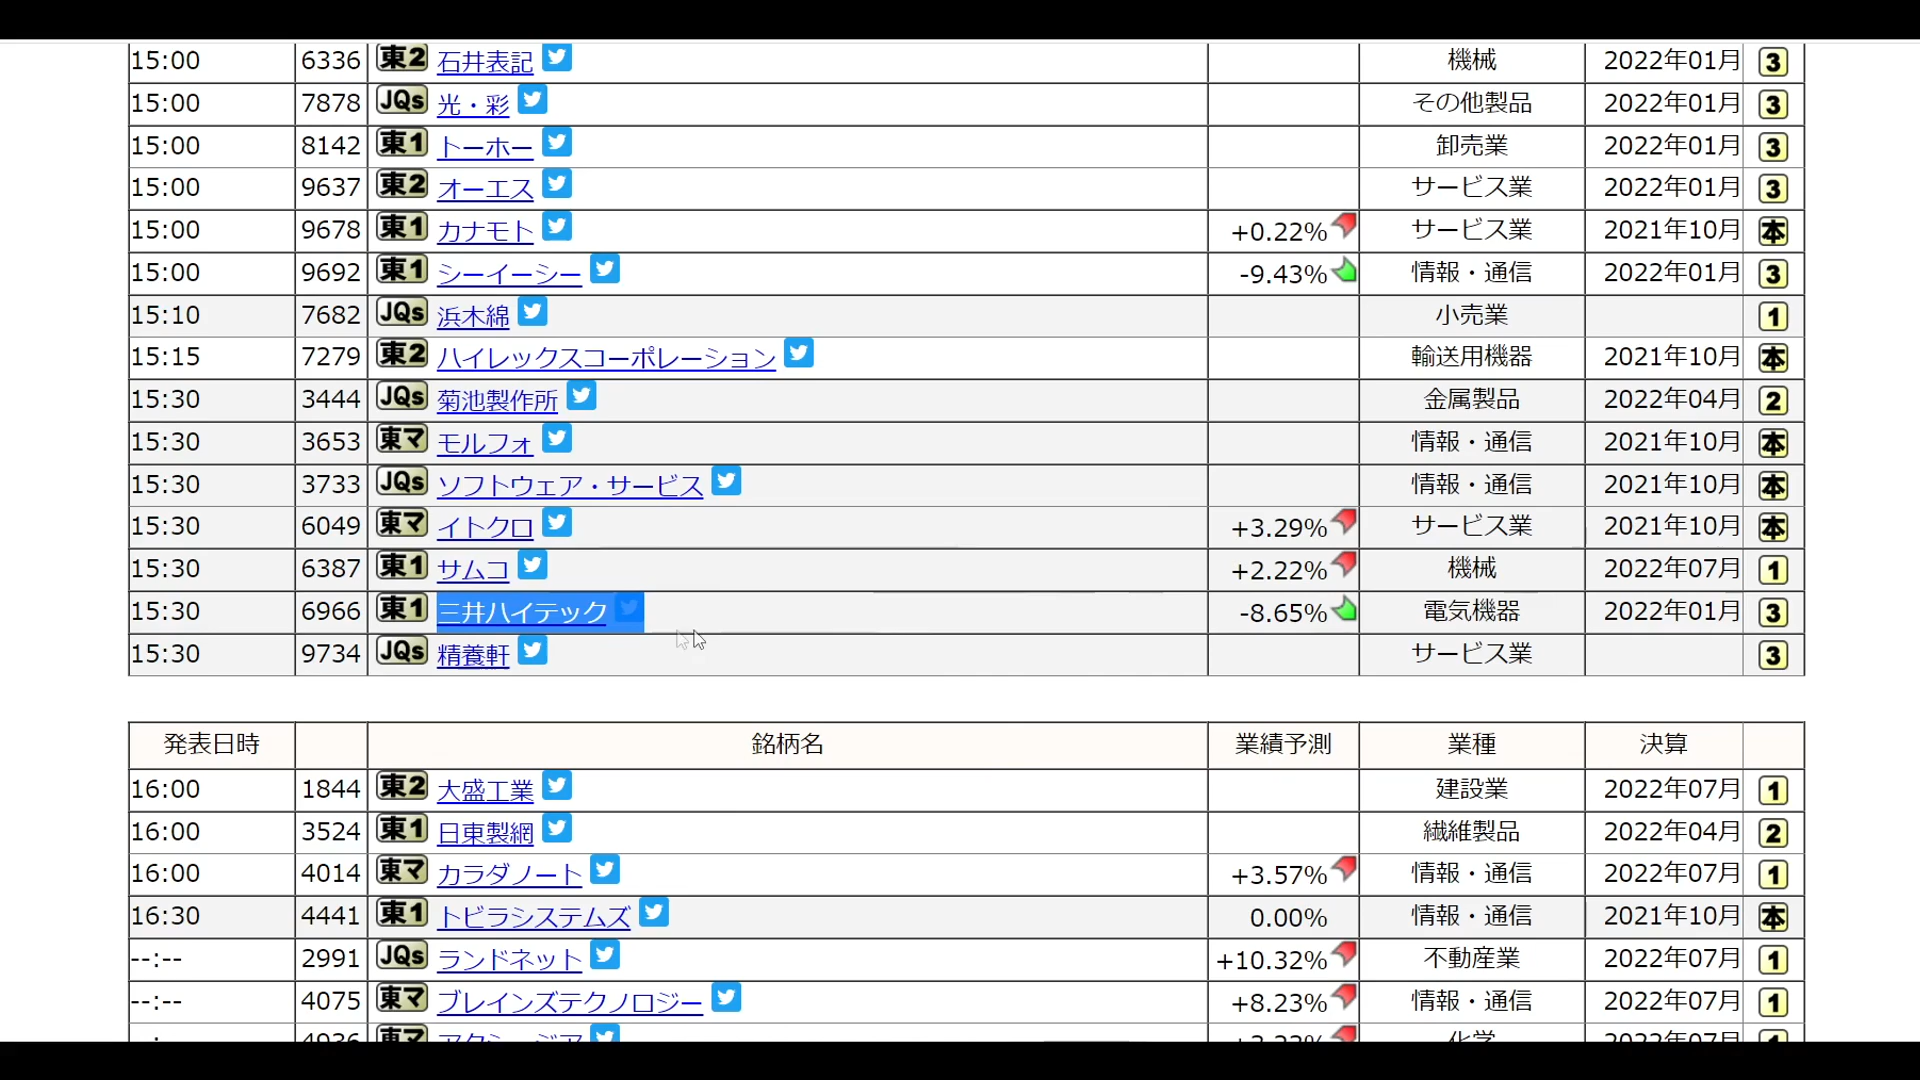 15:00 6336 東2 石井表記 機械 2022年01月 3
15:00 7878 JQs 光・彩 その他製品 2022年01月 3
15:00 8142 東1 トーホー 卸売業 2022年01月 3
15:00 9637 東2 オーエス サービス業 2022年01月 3
15:00 9678 東1 カナモト +0.22% サービス業 2021年10月 本
15:00 9692 東1 シーイーシー -9.43% 情報・通信 2022年01月 3
15:10 7682 JQs 浜木綿 小売業 1
15:15 7279 東2 ハイレックスコーポレーション 輸送用機器 2021年10月 本
15:30 3444 JQs 菊池製作所 金属製品 2022年04月 2
15:30 3653 東マ モルフォ 情報・通信 2021年10月 本
15:30 3733 JQs ソフトウェア・サービス 情報・通信 2021年10月 本
15:30 6049 東マ イトクロ +3.29% サービス業 2021年10月 本
15:30 6387 東1 サムコ +2.22% 機械 2022年07月 1
15:30 6966 東1 三井ハイテック -8.65% 電気機器 2022年01月 3
15:30 9734 JQs 精養軒 サービス業 3
発表日時 銘柄名 業績予測 業種 決算
16:00 1844 東2 大盛工業 建設業 2022年07月 1
16:00 3524 東1 日東製網 繊維製品 2022年04月 2
16:00 4014 東マ カラダノート +3.57% 情報・通信 2022年07月 1
16:30 4441 東1 トビラシステムズ 0.00% 情報・通信 2021年10月 本
--:-- 2991 JQs ランドネット +10.32% 不動産業 2022年07月 1
--:-- 4075 東マ ブレインズテクノロジー +8.23% 情報・通信 2022年07月 1